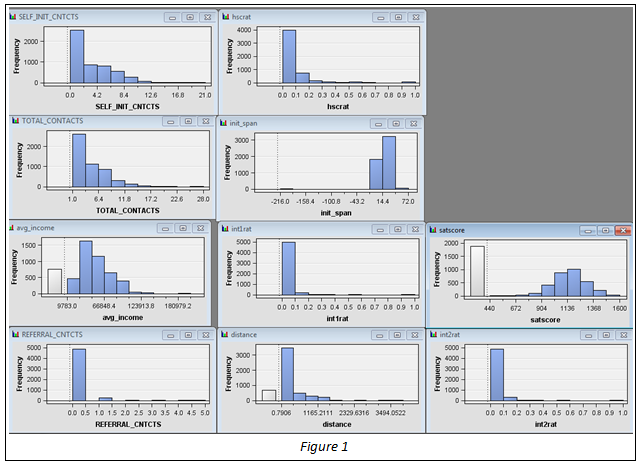 SELF_INIT_CNTCTS
Frequency
2000
1000
0
0.0 4.2 8.4 12.6 16.8 21.0
SELF_INIT_CNTCTS
hscrat
Frequency
4000
3000
2000
1000
0
0.0 0.1 0.2 0.3 0.4 0.5 0.6 0.7 0.8 0.9 1.0
hscrat
TOTAL_CONTACTS
Frequency
2000
1000
0
1.0 6.4 11.8 17.2 22.6 28.0
TOTAL_CONTACTS
init_span
Frequency
3000
2000
1000
0
-216.0 -158.4 -100.8 -43.2 14.4 72.0
init_span
avg_income
Frequency
1500
1000
500
0
9783.0 66848.4 123913.8 180979.2
avg_income
int1rat
Frequency
5000
4000
3000
2000
1000
0
0.0 0.1 0.2 0.3 0.4 0.5 0.6 0.7 0.8 0.9 1.0
int1rat
satscore
Frequency
2000
1500
1000
500
0
440 672 904 1136 1368 1600
satscore
REFERRAL_CNTCTS
Frequency
5000
4000
3000
2000
1000
0
0.0 0.5 1.0 1.5 2.0 2.5 3.0 3.5 4.0 4.5 5.0
REFERRAL_CNTCTS
distance
Frequency
3000
2000
1000
0
0.7906 1165.2111 2329.6316 3494.0522
distance
int2rat
Frequency
5000
4000
3000
2000
1000
0
0.0 0.1 0.2 0.3 0.4 0.5 0.6 0.7 0.8 0.9 1.0
int2rat
Figure 1